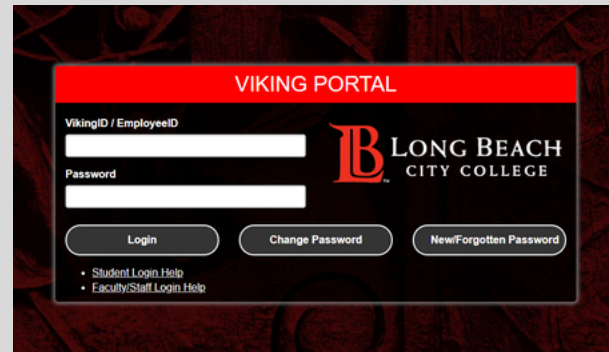 VIKING PORTAL
VikingID / EmployeeID
Password
LB LONG BEACH
CITY COLLEGE
™
Login
Change Password
New/Forgotten Password
Student Login Help
Faculty/Staff Login Help